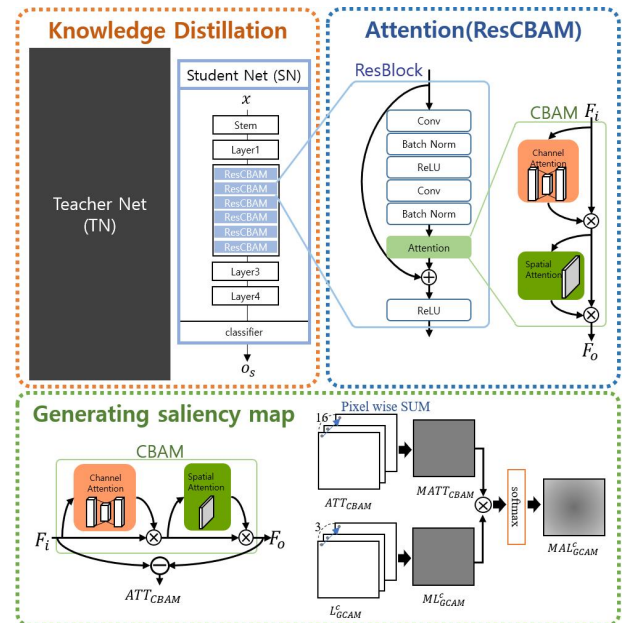 Knowledge Distillation
Teacher Net
(TN)
Student Net (SN)
x
Stem
Layer1
ResCBAM
ResCBAM
ResCBAM
ResCBAM
ResCBAM
ResCBAM
Layer3
Layer4
classifier
o_s
Attention(ResCBAM)
ResBlock
Conv
Batch Norm
ReLU
Conv
Batch Norm
Attention
ReLU
CBAM
F_i
Channel
Attention
Spatial
Attention
F_o
Generating saliency map
CBAM
Channel
Attention
Spatial
Attention
F_i
F_o
ATT_CBAM
Pixel wise SUM
16
ATT_CBAM
MATT_CBAM
3
L^c_GCAM
ML^c_GCAM
softmax
MAL^c_GCAM